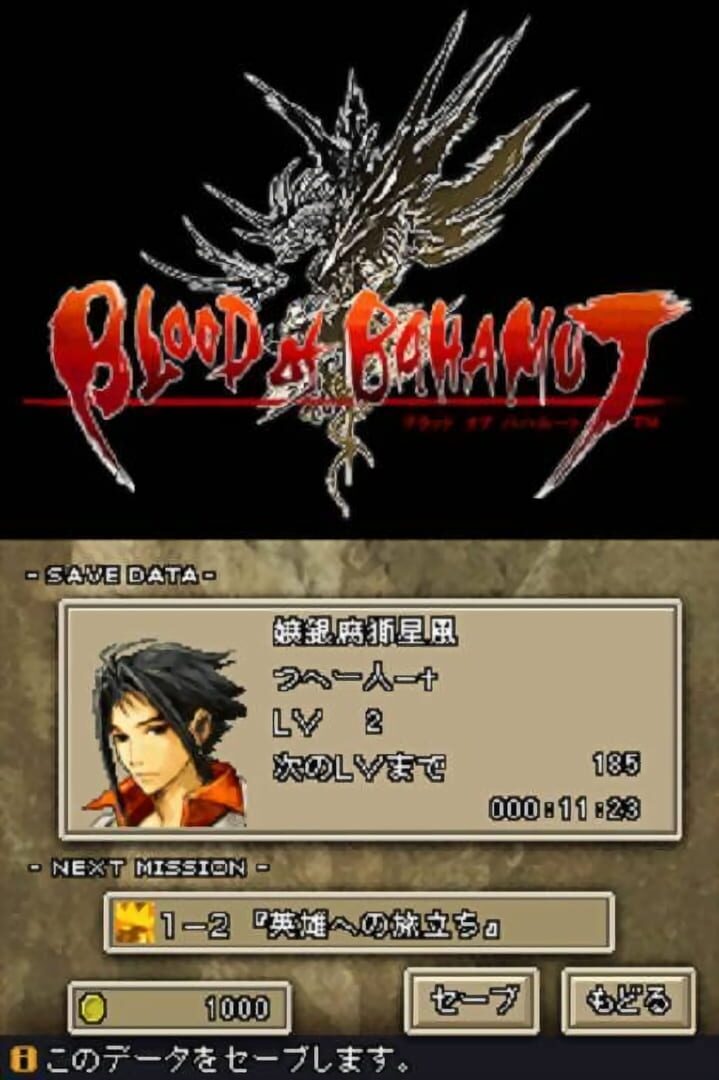 BLOOD of BAHAMUT
ブラッド オブ バハムート TM
- SAVE DATA -
LV 2
次のLVまで 185
000:11:23
- NEXT MISSION -
1-2 『英雄への旅立ち』
1000
セーブ
もどる
このデータをセーブします。